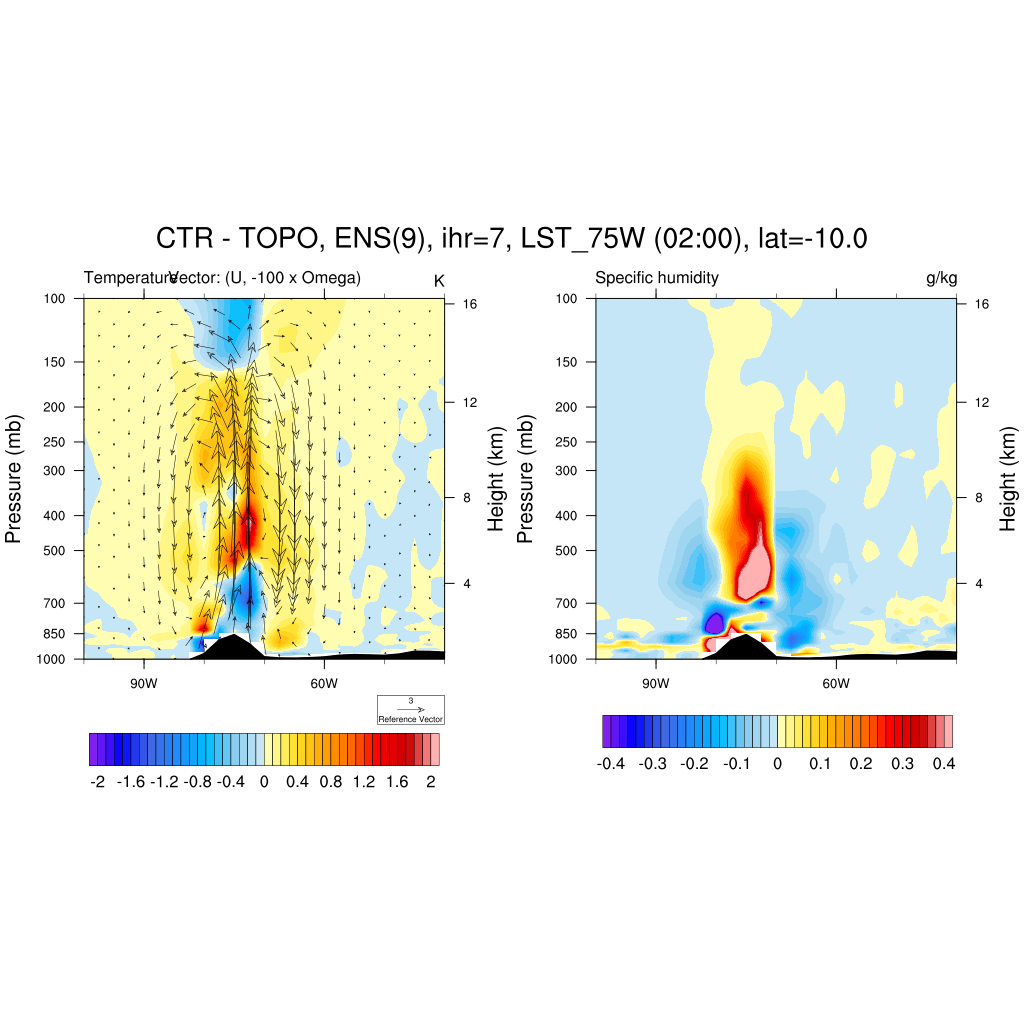 CTR - TOPO, ENS(9), ihr=7, LST_75W (02:00), lat=-10.0
Temperature Vector: (U, -100 x Omega) K
Specific humidity g/kg
100
150
200
250
300
400
500
700
850
1000
Pressure (mb)
16
12
8
4
Height (km)
90W 60W
3
Reference Vector
-2 -1.6 -1.2 -0.8 -0.4 0 0.4 0.8 1.2 1.6 2
100
150
200
250
300
400
500
700
850
1000
Pressure (mb)
16
12
8
4
Height (km)
90W 60W
-0.4 -0.3 -0.2 -0.1 0 0.1 0.2 0.3 0.4